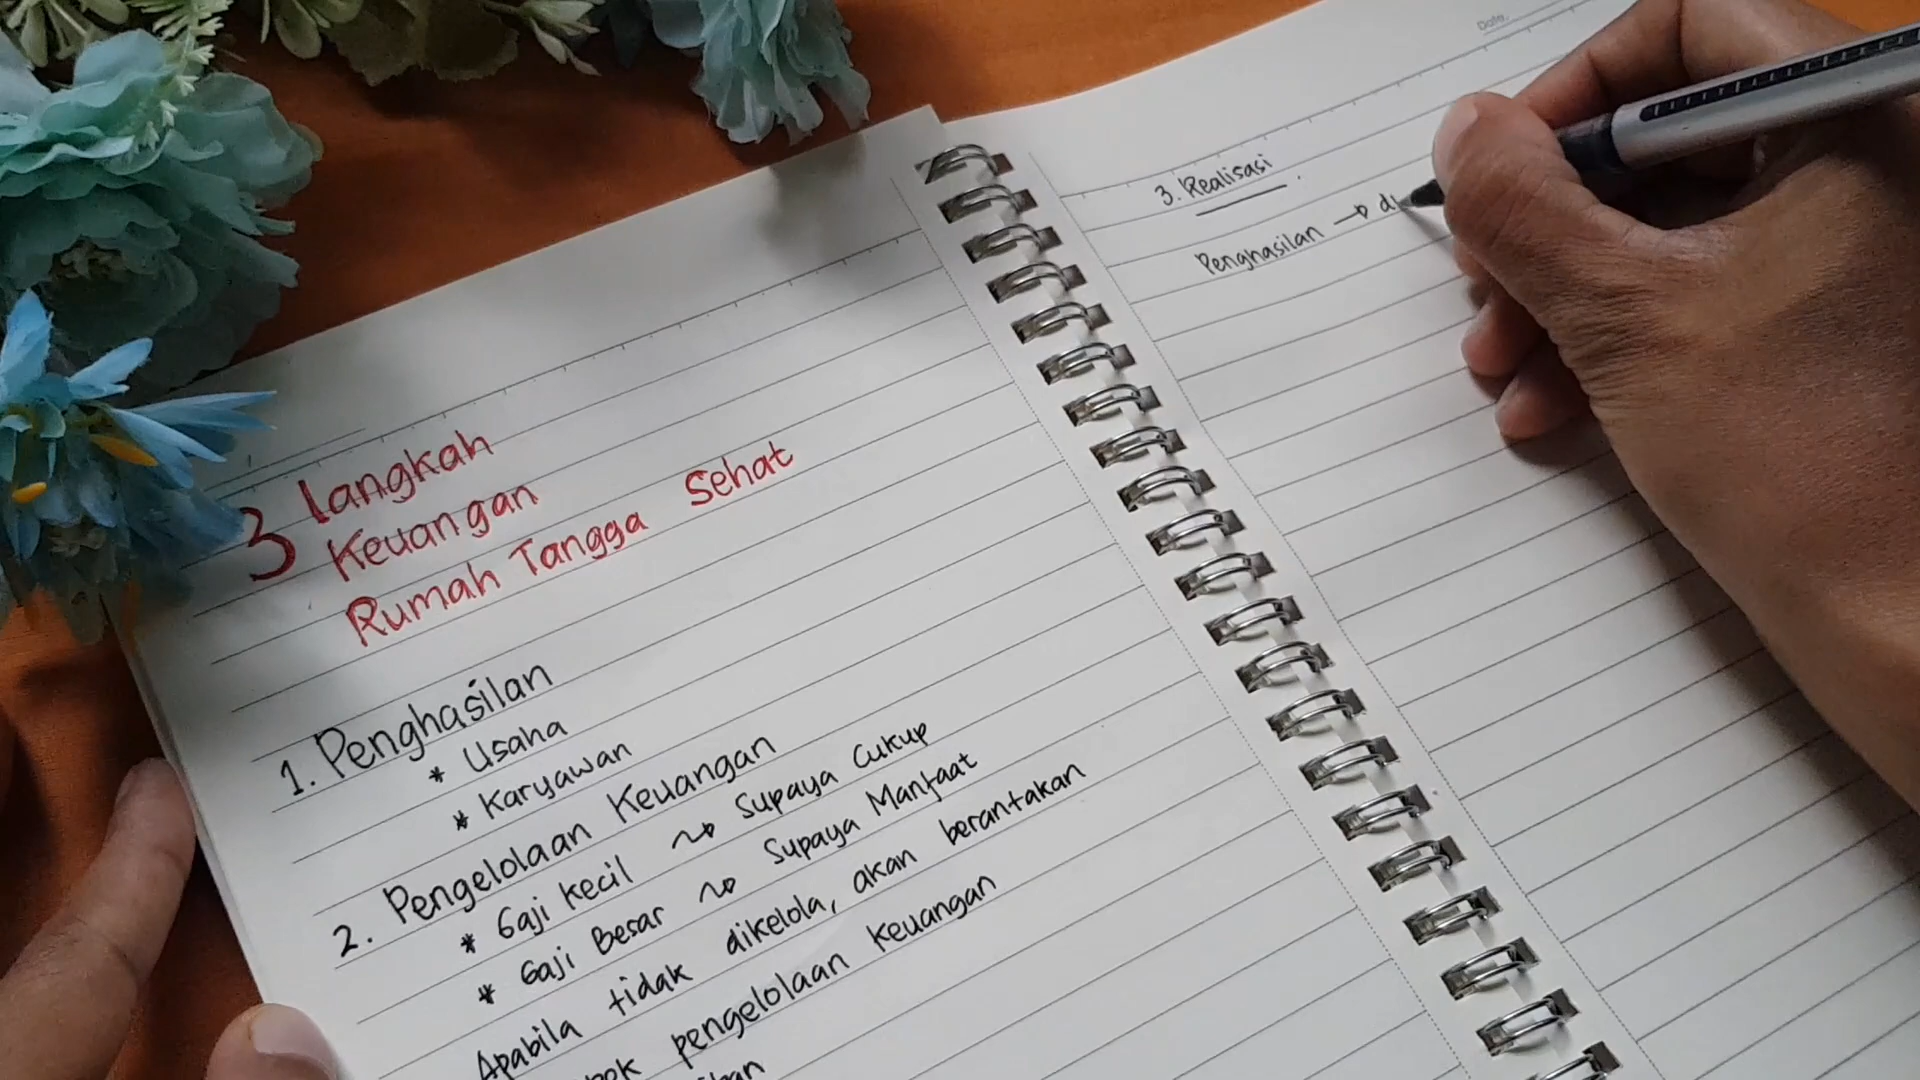 3 Langkah
Keuangan
Rumah Tangga Sehat
1. Penghasilan
* Usaha
* Karyawan
2. Pengelolaan Keuangan
* Gaji Kecil → Supaya Cukup
* Gaji Besar → Supaya Manfaat
Apabila tidak dikelola, akan berantakan
pengelolaan keuangan
Date:
3. Realisasi
Penghasilan →